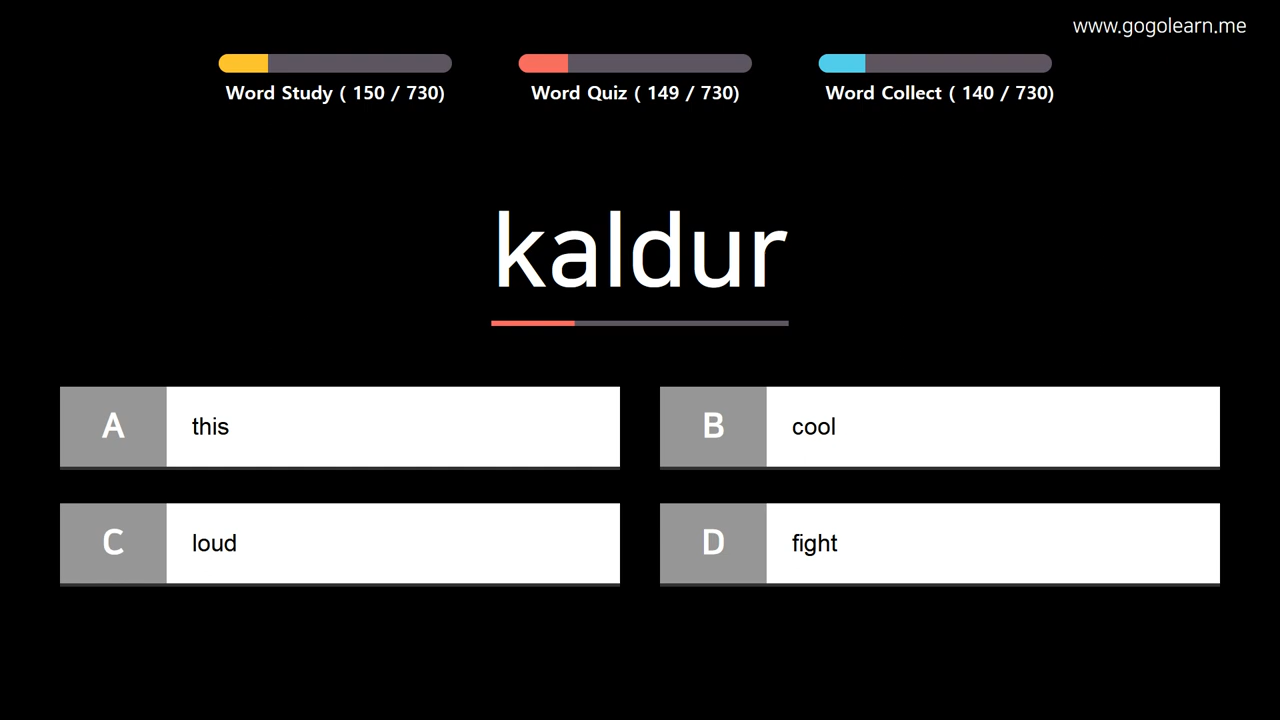 www.gogolearn.me
Word Study ( 150 / 730)
Word Quiz ( 149 / 730)
Word Collect ( 140 / 730)
kaldur
A this
B cool
C loud
D fight